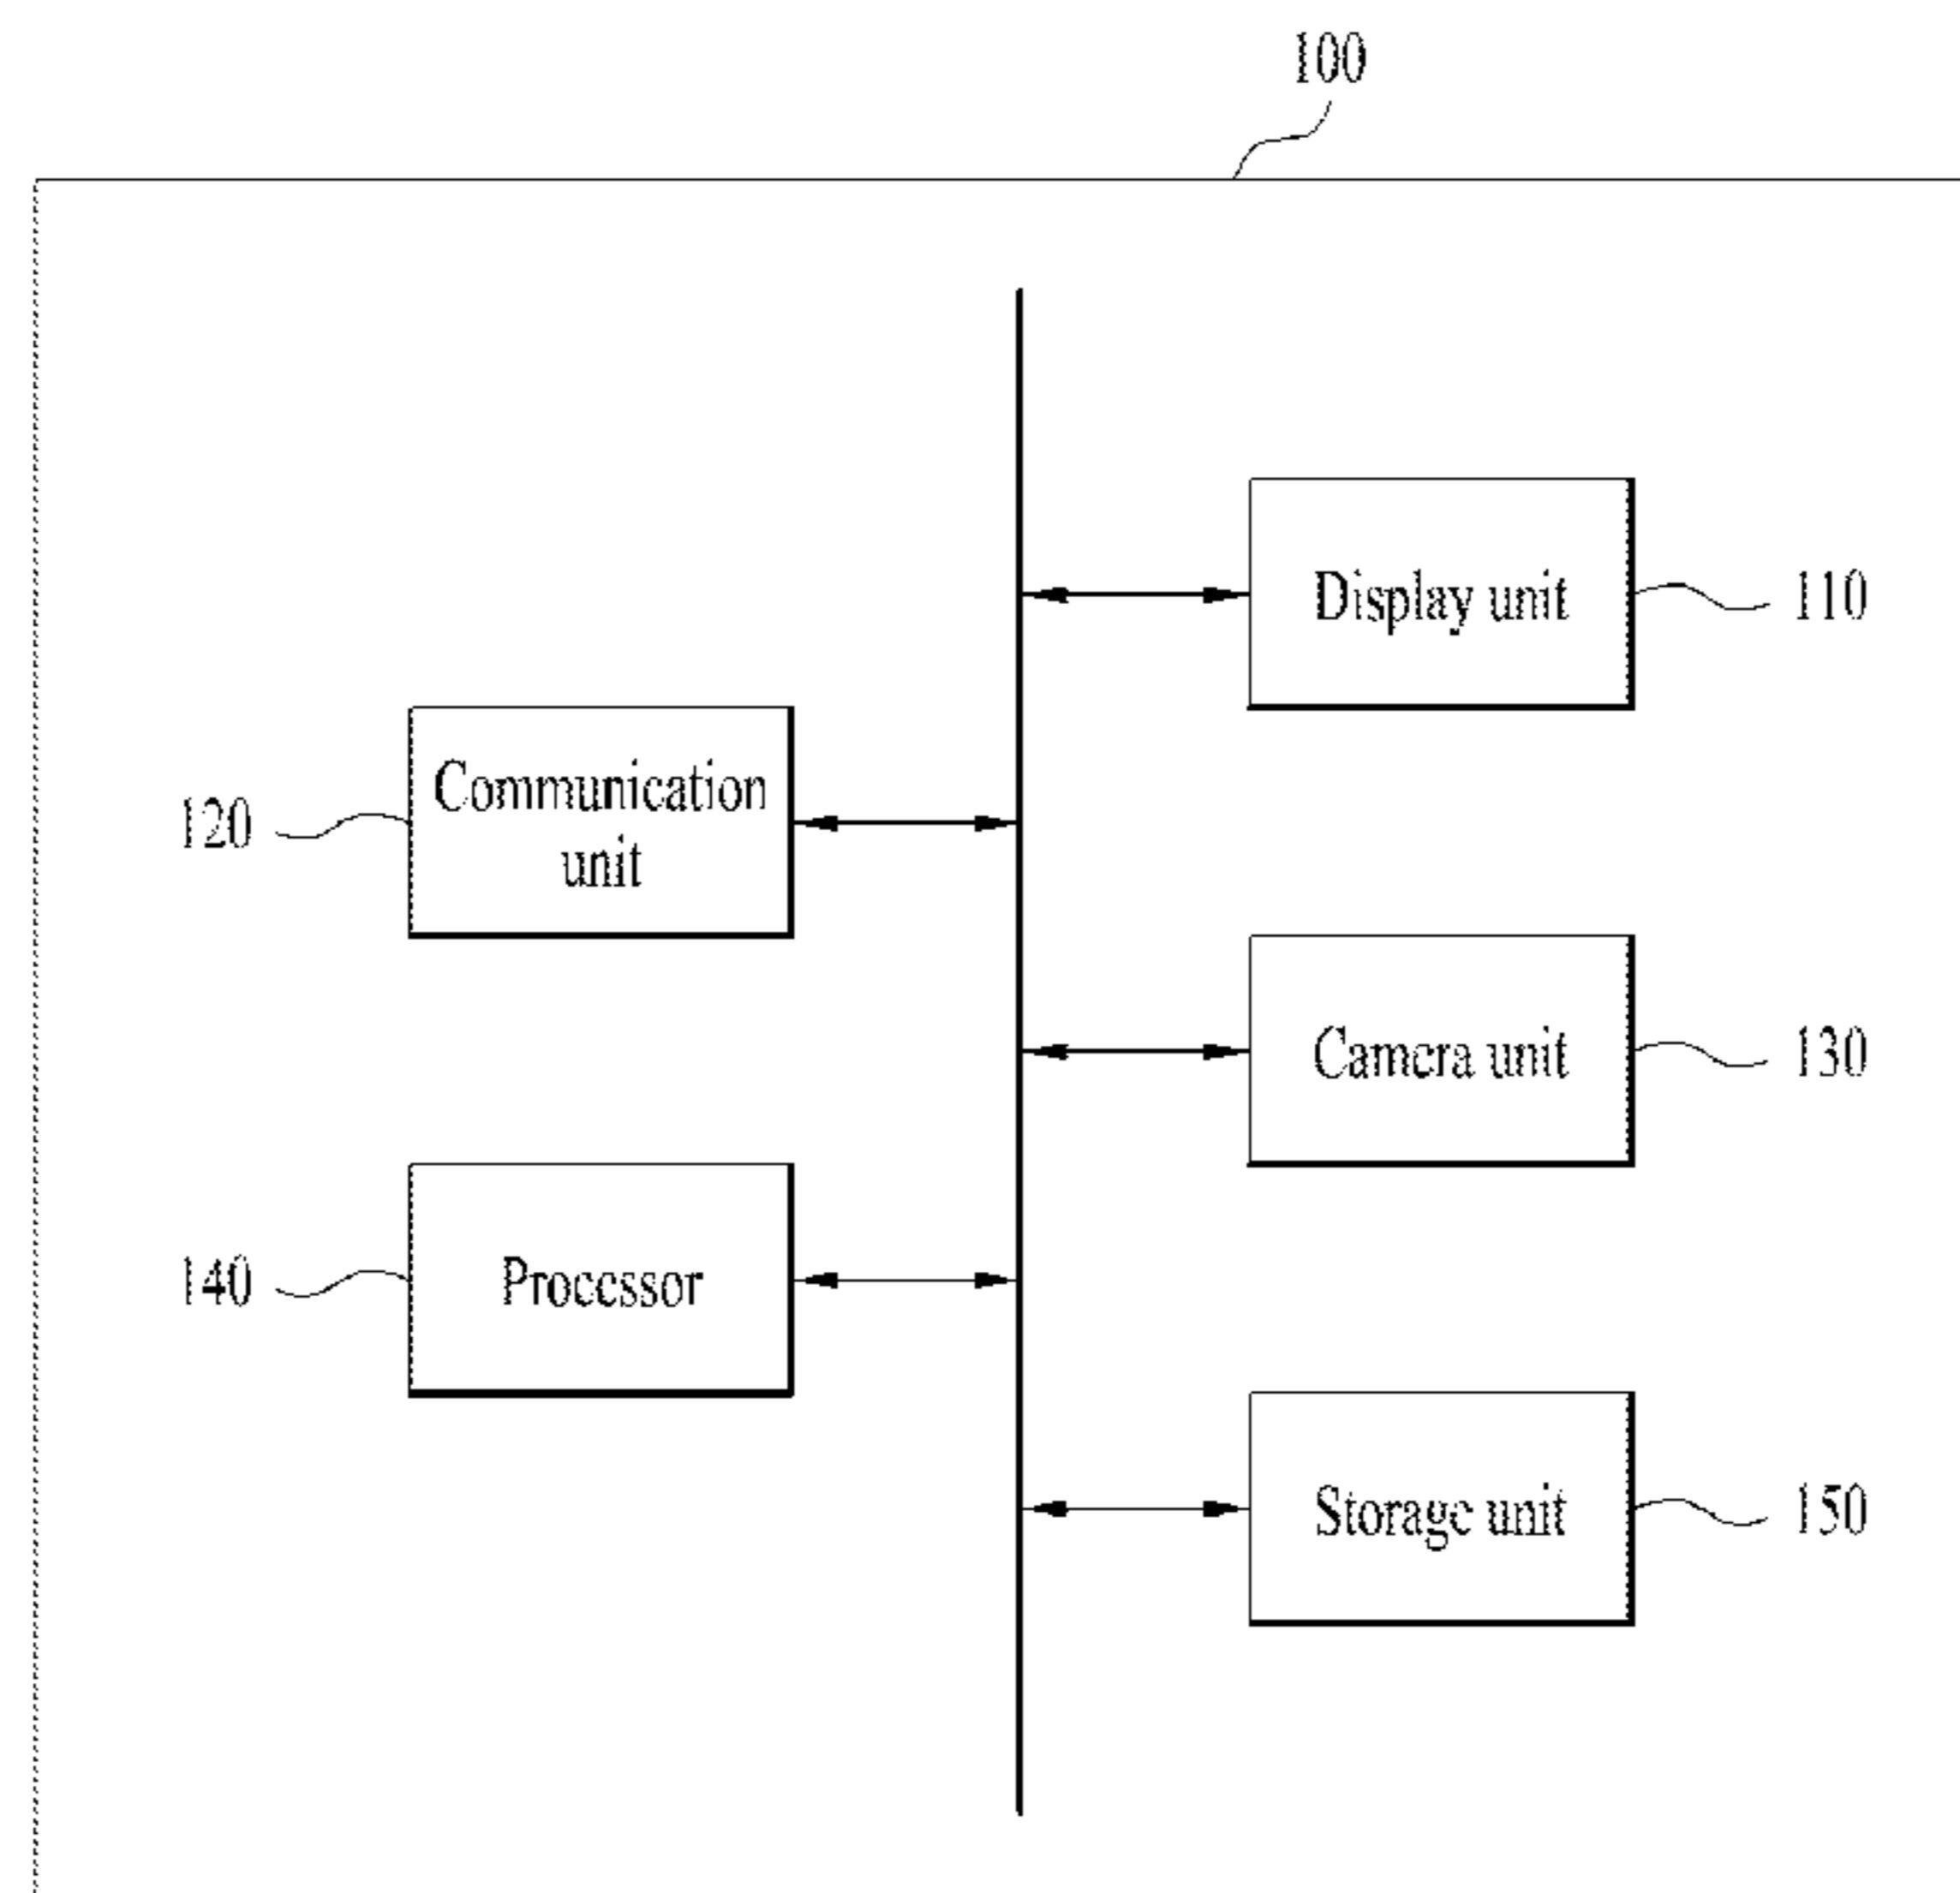 100
Display unit
110
Communication
unit
120
Camera unit
130
Processor
140
Storage unit
150